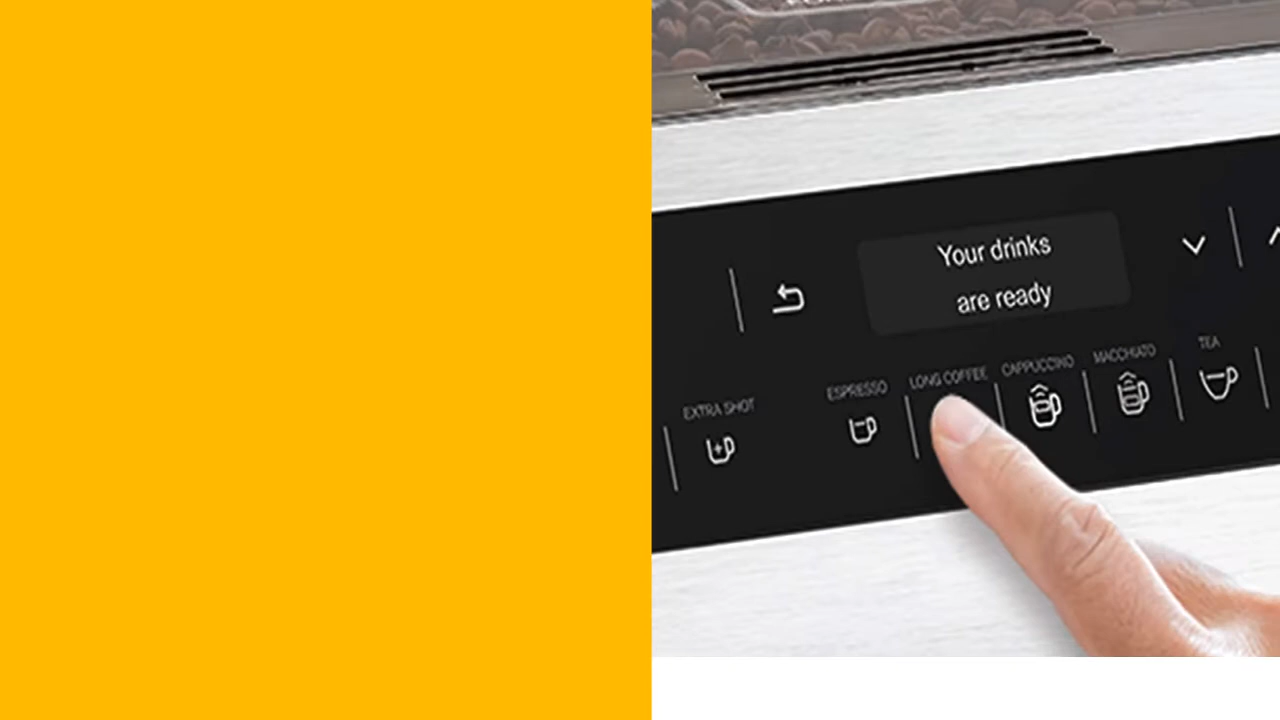 Your drinks
are ready
EXTRA SHOT
ESPRESSO
LONG COFFEE
CAPPUCCINO
MACCHIATO
TEA